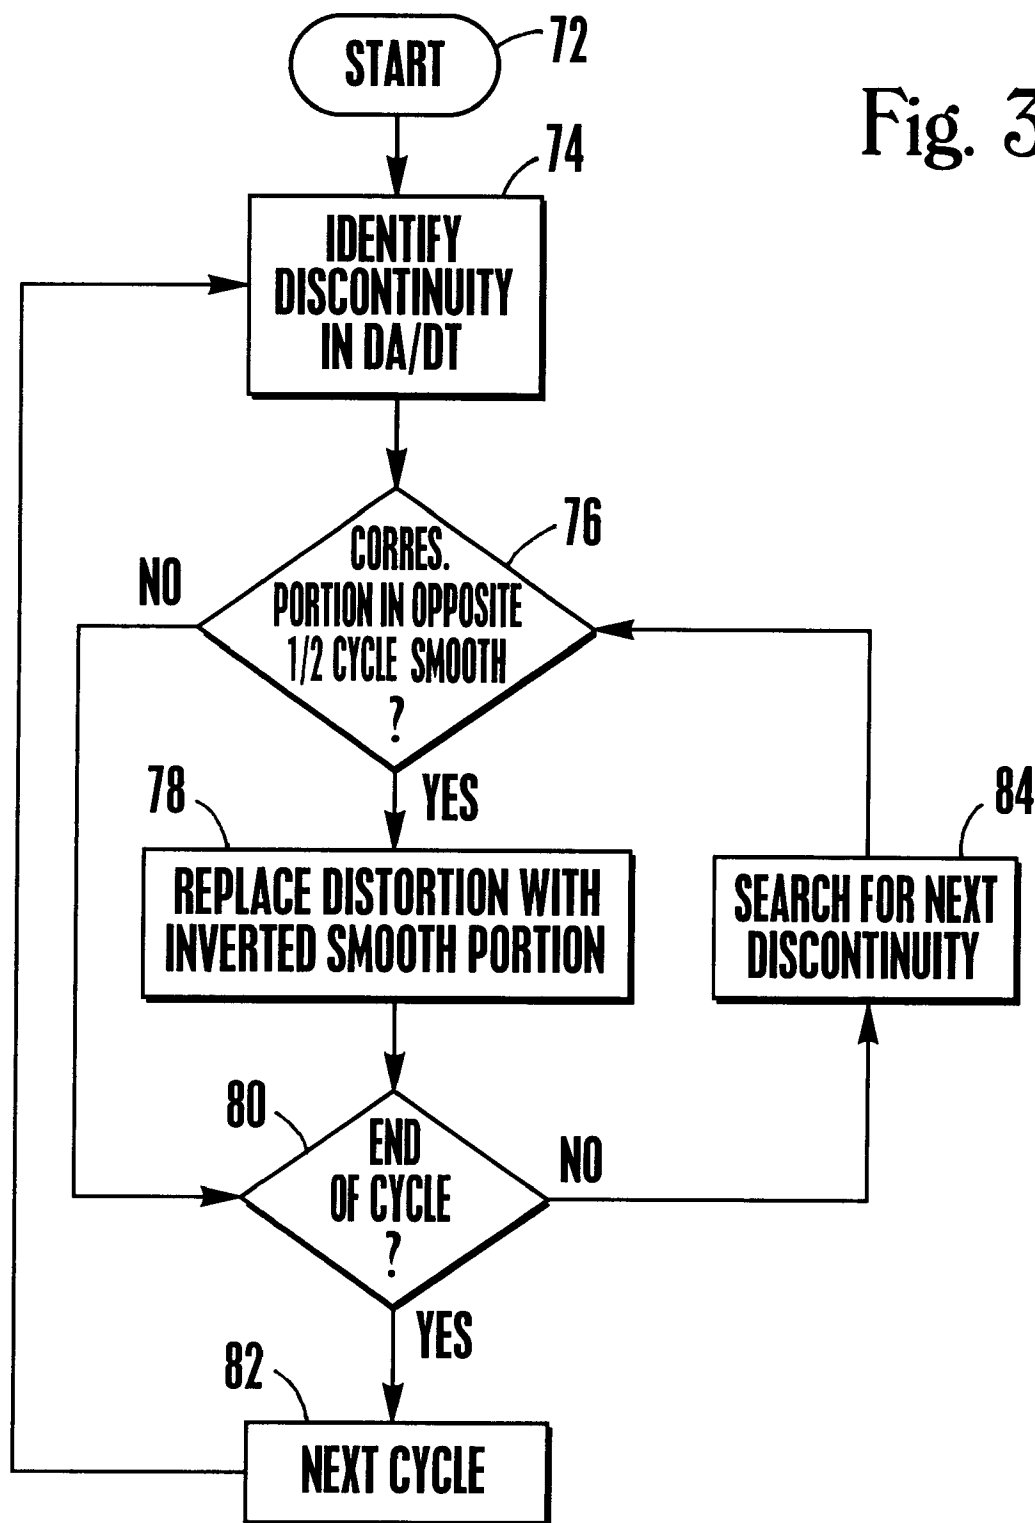 START
72
Fig. 3
74
IDENTIFY
DISCONTINUITY
IN DA/DT
76
CORRES.
PORTION IN OPPOSITE
1/2 CYCLE SMOOTH
?
NO
YES
78
REPLACE DISTORTION WITH
INVERTED SMOOTH PORTION
84
SEARCH FOR NEXT
DISCONTINUITY
80
END
OF CYCLE
?
NO
YES
82
NEXT CYCLE